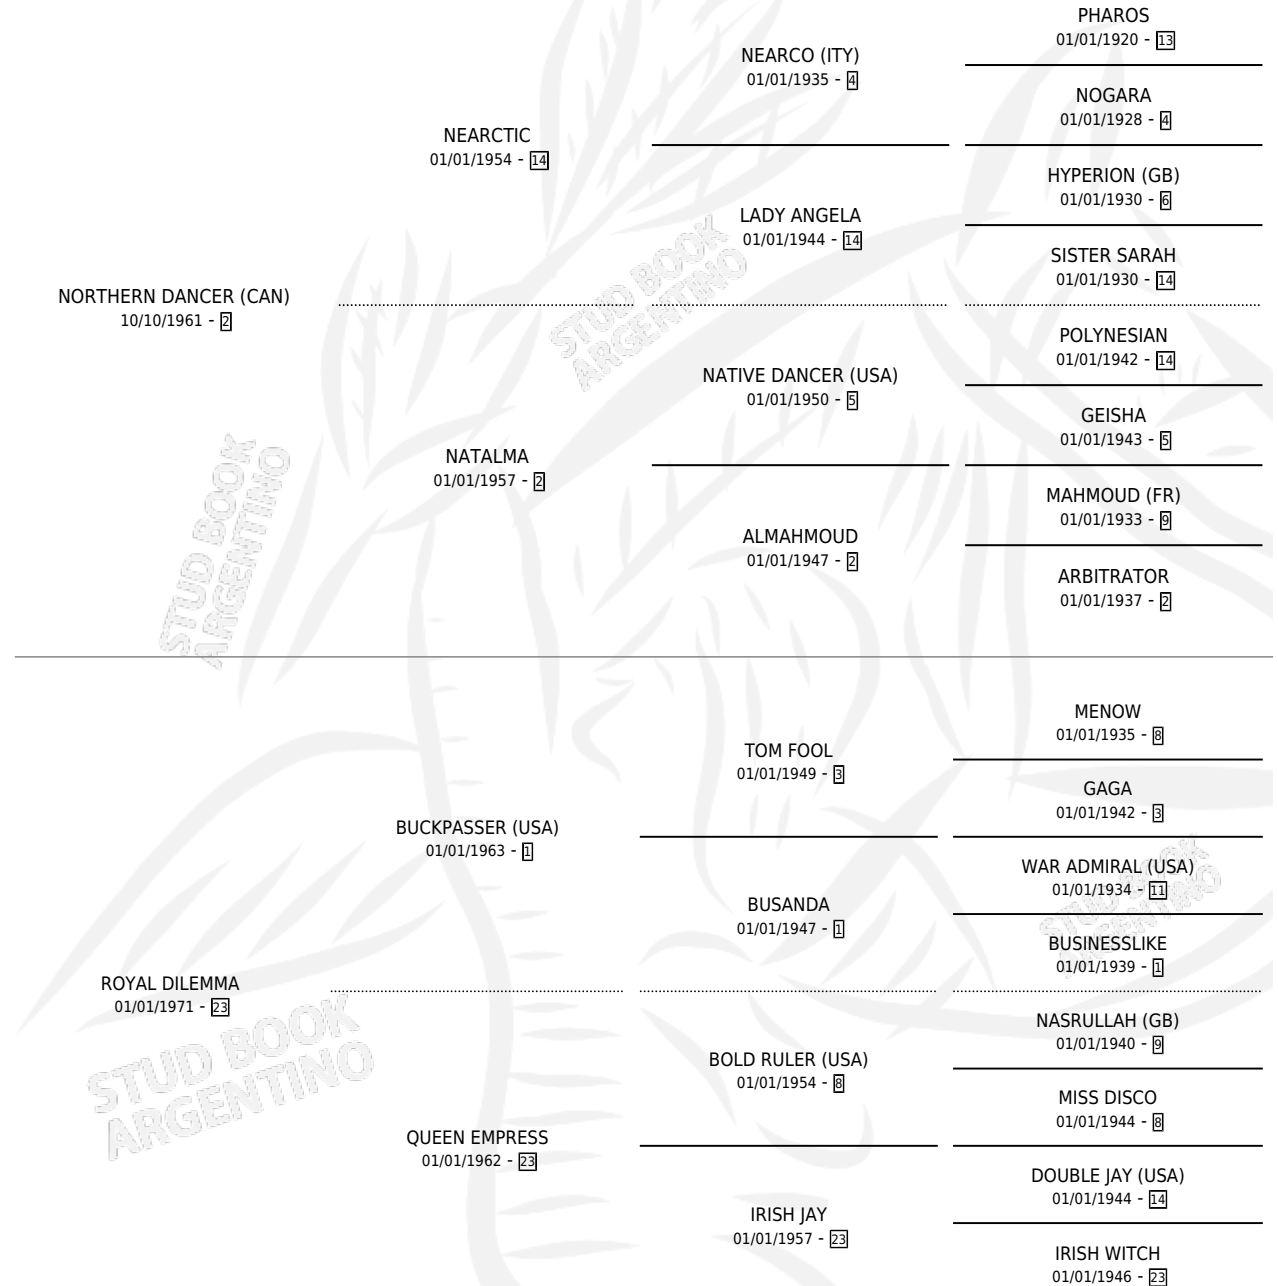 PHAROS
01/01/1920 - 13
NEARCO (ITY)
01/01/1935 - 4
NOGARA
01/01/1928 - 4
NEARCTIC
01/01/1954 - 14
HYPERION (GB)
01/01/1930 - 6
LADY ANGELA
01/01/1944 - 14
SISTER SARAH
01/01/1930 - 14
NORTHERN DANCER (CAN)
10/10/1961 - 2
POLYNESIAN
01/01/1942 - 14
NATIVE DANCER (USA)
01/01/1950 - 5
GEISHA
01/01/1943 - 5
NATALMA
01/01/1957 - 2
MAHMOUD (FR)
01/01/1933 - 9
ALMAHMOUD
01/01/1947 - 2
ARBITRATOR
01/01/1937 - 2
MENOW
01/01/1935 - 8
TOM FOOL
01/01/1949 - 3
GAGA
01/01/1942 - 3
BUCKPASSER (USA)
01/01/1963 - 1
WAR ADMIRAL (USA)
01/01/1934 - 11
BUSANDA
01/01/1947 - 1
BUSINESSLIKE
01/01/1939 - 1
ROYAL DILEMMA
01/01/1971 - 23
NASRULLAH (GB)
01/01/1940 - 9
BOLD RULER (USA)
01/01/1954 - 8
MISS DISCO
01/01/1944 - 8
QUEEN EMPRESS
01/01/1962 - 23
DOUBLE JAY (USA)
01/01/1944 - 14
IRISH JAY
01/01/1957 - 23
IRISH WITCH
01/01/1946 - 23
STUD BOOK
ARGENTINO
STUD BOOK
ARGENTINO
STUD BOOK
ARGENTINO
STUD BOOK
ARGENTINO